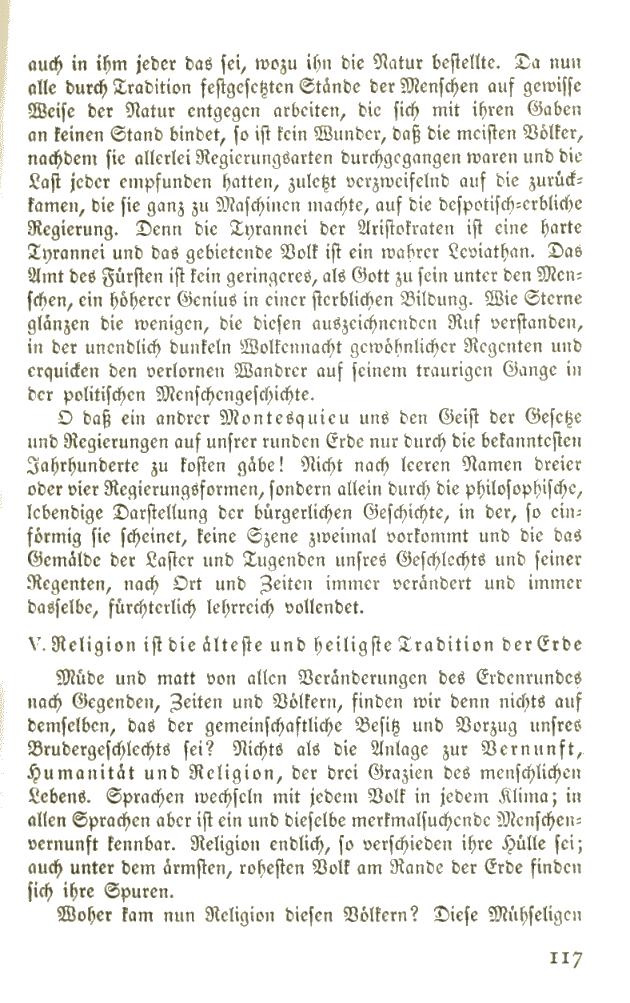 auch in ihm jeder das sei, wozu ihn die Natur bestellte. Da nun
alle durch Tradition festgesetzten Stände der Menschen auf gewisse
Weise der Natur entgegen arbeiten, die sich mit ihren Gaben
an keinen Stand bindet, so ist kein Wunder, daß die meisten Völker,
nachdem sie allerlei Regierungsarten durchgegangen waren und die
Last jeder empfunden hatten, zuletzt verzweifelnd auf die zurück-
kamen, die sie ganz zu Maschinen machte, auf die despotisch-erbliche
Regierung. Denn die Tyrannei der Aristokraten ist eine harte
Tyrannei und das gebietende Volk ist ein wahrer Leviathan. Das
Amt des Fürsten ist kein geringeres, als Gott zu sein unter den Men-
schen, ein höherer Genius in einer sterblichen Bildung. Wie Sterne
glänzen die wenigen, die diesen auszeichnenden Ruf verstanden,
in der unendlich dunkeln Wolkennacht gewöhnlicher Regenten und
erquicken den verlornen Wandrer auf seinem traurigen Gange in
der politischen Menschengeschichte.
O daß ein andrer Montesquieu uns den Geist der Gesetze
und Regierungen auf unsrer runden Erde nur durch die bekanntesten
Jahrhunderte zu kosten gäbe! Nicht nach leeren Namen dreier
oder vier Regierungsformen, sondern allein durch die philosophische,
lebendige Darstellung der bürgerlichen Geschichte, in der, so ein-
förmig sie scheinet, keine Szene zweimal vorkommt und die das
Gemälde der Laster und Tugenden unsres Geschlechts und seiner
Regenten, nach Ort und Zeiten immer verändert und immer
dasselbe, fürchterlich lehrreich vollendet.
V. Religion ist die älteste und heiligste Tradition der Erde
Müde und matt von allen Veränderungen des Erdenrundes
nach Gegenden, Zeiten und Völkern, finden wir denn nichts auf
demselben, das der gemeinschaftliche Besitz und Vorzug unsres
Brudergeschlechts sei? Nichts als die Anlage zur Vernunft,
Humanität und Religion, der drei Grazien des menschlichen
Lebens. Sprachen wechseln mit jedem Volk in jedem Klima; in
allen Sprachen aber ist ein und dieselbe merkmalsuchende Menschen-
vernunft kennbar. Religion endlich, so verschieden ihre Hülle sei;
auch unter dem ärmsten, rohesten Volk am Rande der Erde finden
sich ihre Spuren.
Woher kam nun Religion diesen Völkern? Diese Mühseligen
117